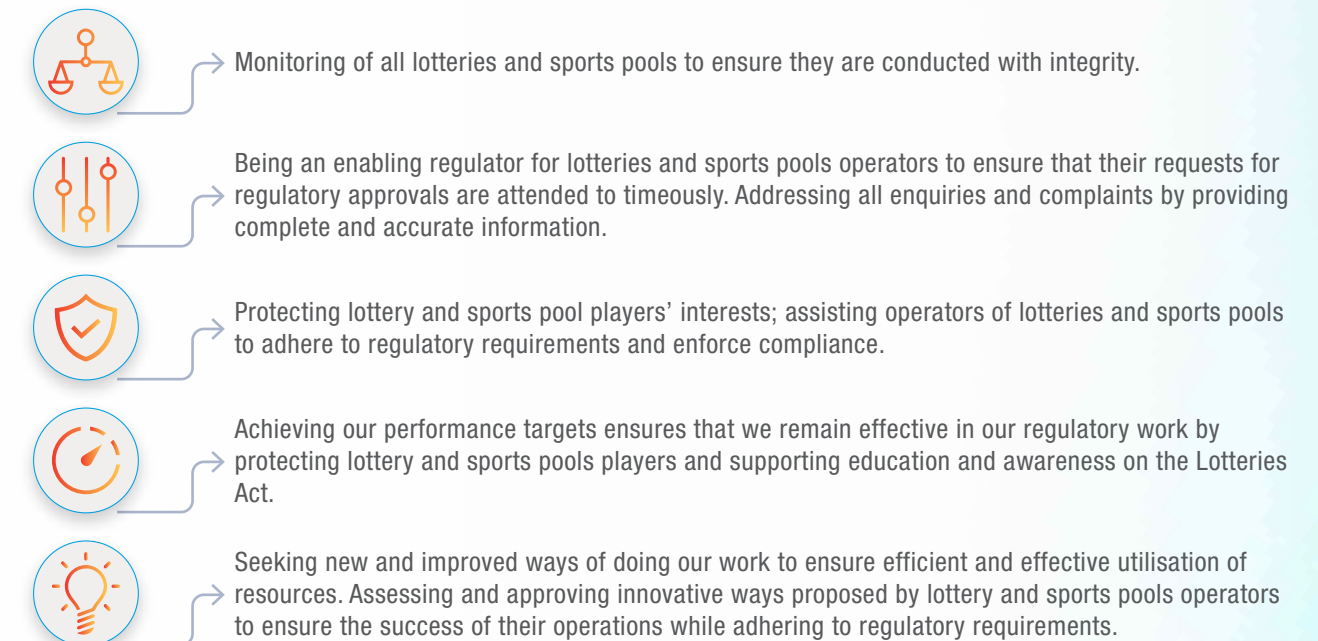 Monitoring of all lotteries and sports pools to ensure they are conducted with integrity.
Being an enabling regulator for lotteries and sports pools operators to ensure that their requests for
regulatory approvals are attended to timeously. Addressing all enquiries and complaints by providing
complete and accurate information.
Protecting lottery and sports pool players’ interests; assisting operators of lotteries and sports pools
to adhere to regulatory requirements and enforce compliance.
Achieving our performance targets ensures that we remain effective in our regulatory work by
protecting lottery and sports pools players and supporting education and awareness on the Lotteries
Act.
Seeking new and improved ways of doing our work to ensure efficient and effective utilisation of
resources. Assessing and approving innovative ways proposed by lottery and sports pools operators
to ensure the success of their operations while adhering to regulatory requirements.